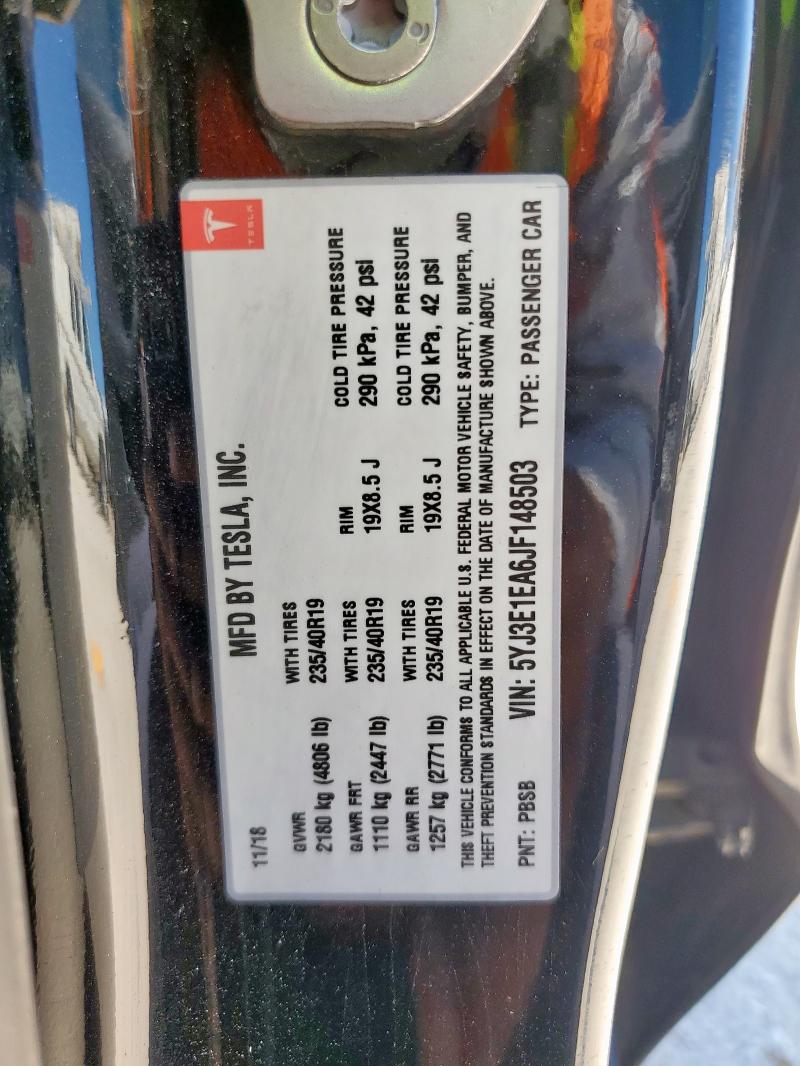 TESLA
11/18 MFD BY TESLA, INC.
GVWR WITH TIRES
2180 kg (4806 lb) 235/40R19
GAWR FRT WITH TIRES RIM COLD TIRE PRESSURE
1110 kg (2447 lb) 235/40R19 19X8.5 J 290 kPa, 42 psi
GAWR RR WITH TIRES RIM COLD TIRE PRESSURE
1257 kg (2771 lb) 235/40R19 19X8.5 J 290 kPa, 42 psi
THIS VEHICLE CONFORMS TO ALL APPLICABLE U.S. FEDERAL MOTOR VEHICLE SAFETY, BUMPER, AND
THEFT PREVENTION STANDARDS IN EFFECT ON THE DATE OF MANUFACTURE SHOWN ABOVE.
PNT: PBSB VIN: 5YJ3E1EA6JF148503 TYPE: PASSENGER CAR